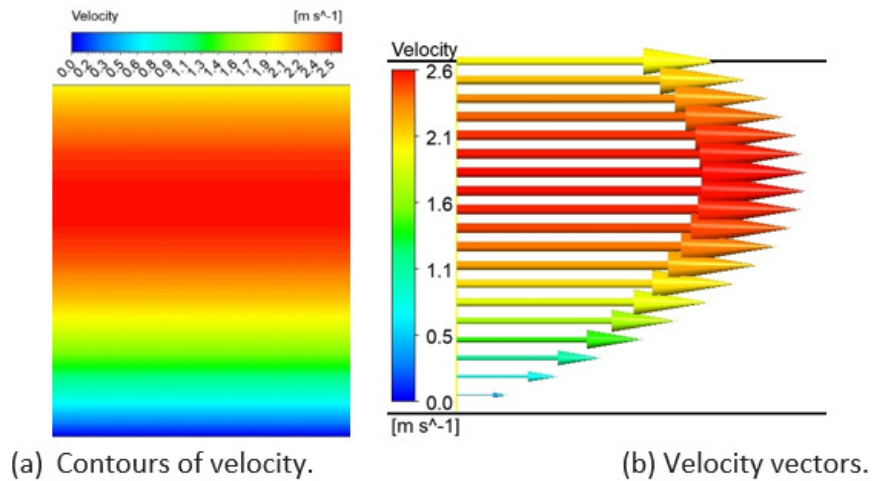 Velocity [m s^-1]
0.0 0.2 0.3 0.5 0.6 0.8 0.9 1.1 1.3 1.4 1.6 1.7 1.9 2.1 2.2 2.4 2.5
Velocity
2.6
2.1
1.6
1.1
0.5
0.0
[m s^-1]
(a) Contours of velocity.
(b) Velocity vectors.